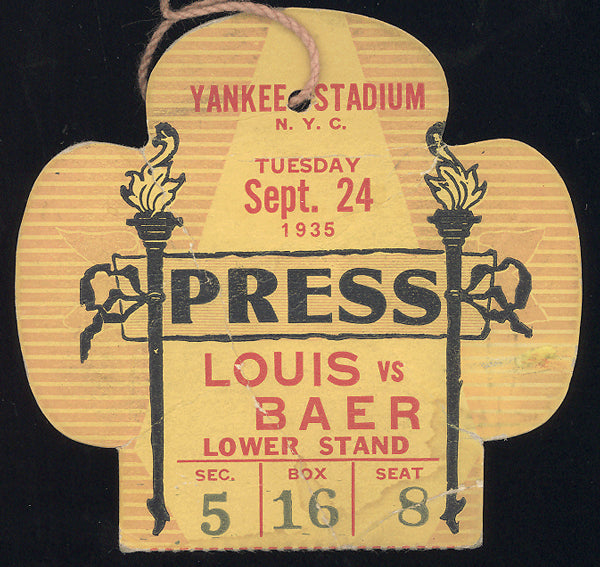 YANKEE STADIUM
N. Y. C.
TUESDAY
Sept. 24
1935
PRESS
LOUIS VS
BAER
LOWER STAND
SEC. BOX SEAT
5 16 8